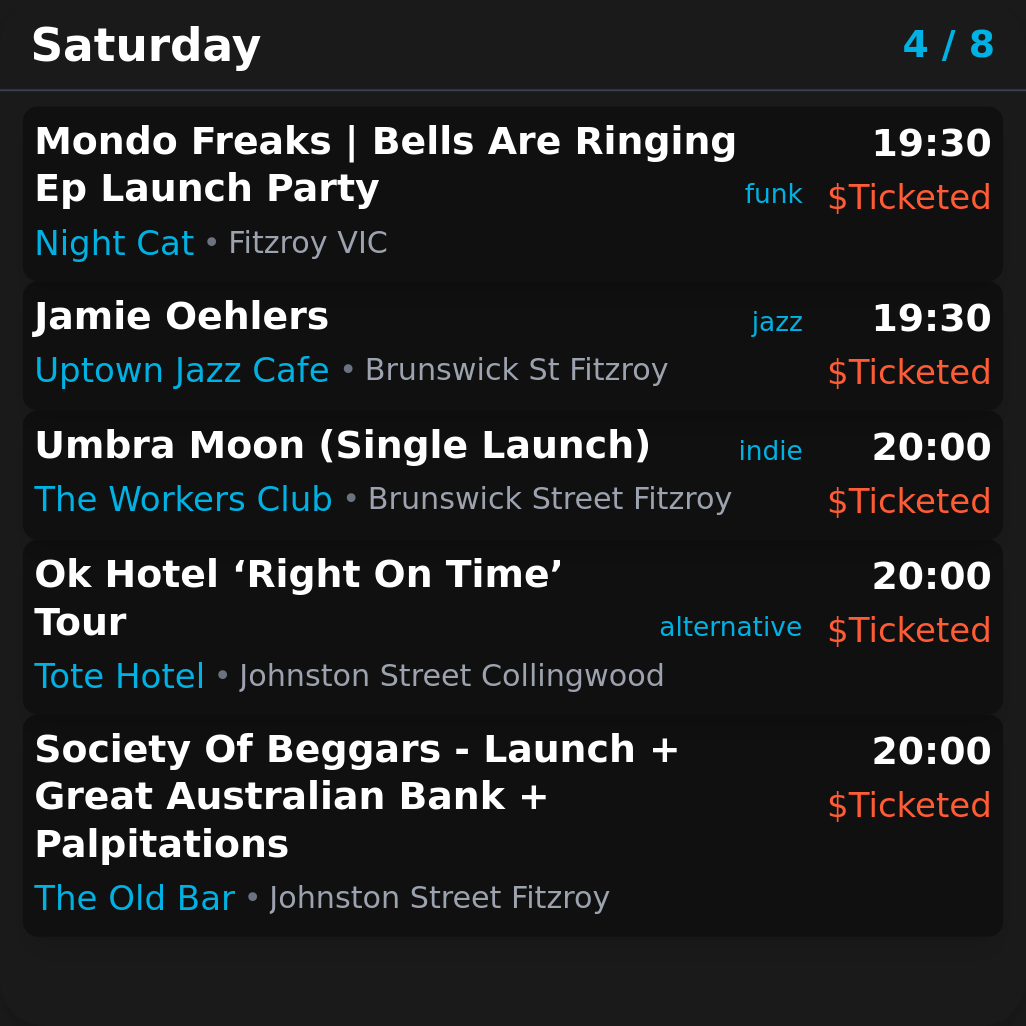 Saturday
4 / 8
Mondo Freaks | Bells Are Ringing
Ep Launch Party
funk
19:30
$Ticketed
Night Cat • Fitzroy VIC
Jamie Oehlers
jazz
19:30
Uptown Jazz Cafe • Brunswick St Fitzroy
$Ticketed
Umbra Moon (Single Launch)
indie
20:00
The Workers Club • Brunswick Street Fitzroy
$Ticketed
Ok Hotel ‘Right On Time’
Tour
alternative
20:00
$Ticketed
Tote Hotel • Johnston Street Collingwood
Society Of Beggars - Launch +
Great Australian Bank +
Palpitations
20:00
$Ticketed
The Old Bar • Johnston Street Fitzroy